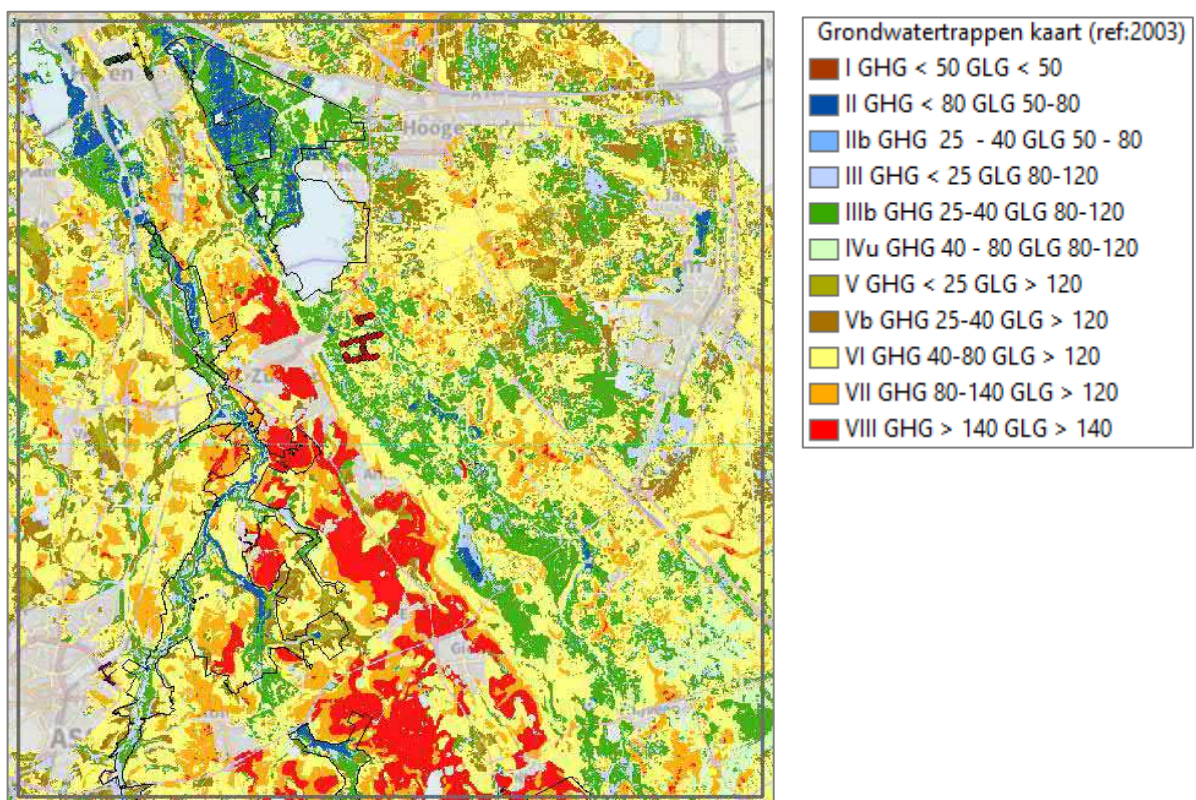 Grondwatertrappen kaart (ref:2003)
I GHG < 50 GLG < 50
II GHG < 80 GLG 50-80
IIb GHG 25 - 40 GLG 50 - 80
III GHG < 25 GLG 80-120
IIIb GHG 25-40 GLG 80-120
IVu GHG 40 - 80 GLG 80-120
V GHG < 25 GLG > 120
Vb GHG 25-40 GLG > 120
VI GHG 40-80 GLG > 120
VII GHG 80-140 GLG > 120
VIII GHG > 140 GLG > 140
Hooge